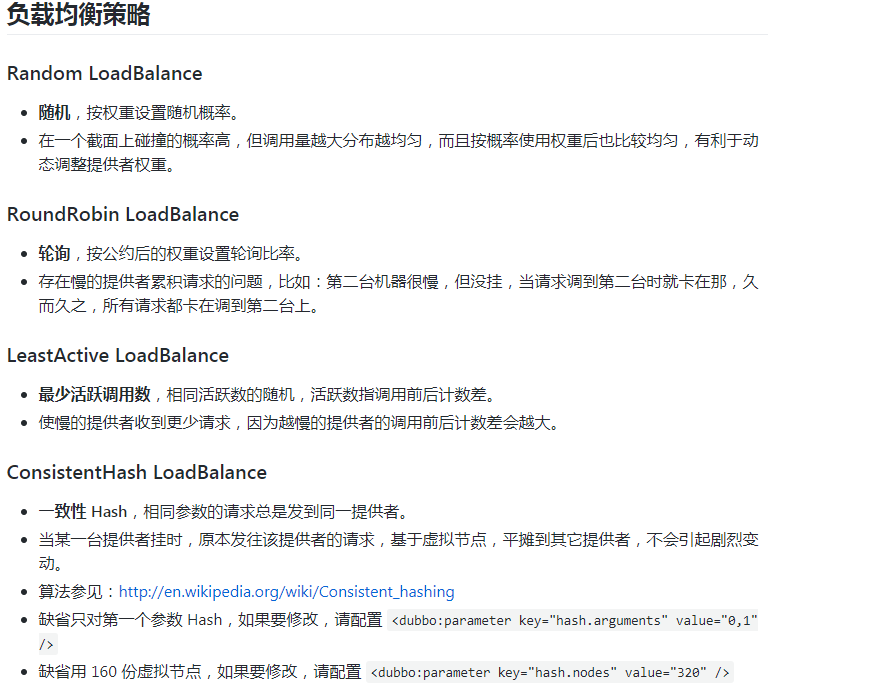 负载均衡策略
Random LoadBalance
随机，按权重设置随机概率。
在一个截面上碰撞的概率高，但调用量越大分布越均匀，而且按概率使用权重后也比较均匀，有利于动
态调整提供者权重。
RoundRobin LoadBalance
轮询，按公约后的权重设置轮询比率。
存在慢的提供者累积请求的问题，比如：第二台机器很慢，但没挂，当请求调到第二台时就卡在那，久
而久之，所有请求都卡在调到第二台上。
LeastActive LoadBalance
最少活跃调用数，相同活跃数的随机，活跃数指调用前后计数差。
使慢的提供者收到更少请求，因为越慢的提供者的调用前后计数差会越大。
ConsistentHash LoadBalance
一致性 Hash，相同参数的请求总是发到同一提供者。
当某一台提供者挂时，原本发往该提供者的请求，基于虚拟节点，平摊到其它提供者，不会引起剧烈变
动。
算法参见：http://en.wikipedia.org/wiki/Consistent_hashing
缺省只对第一个参数 Hash，如果要修改，请配置 <dubbo:parameter key="hash.arguments" value="0,1"
/>
缺省用 160 份虚拟节点，如果要修改，请配置 <dubbo:parameter key="hash.nodes" value="320" />